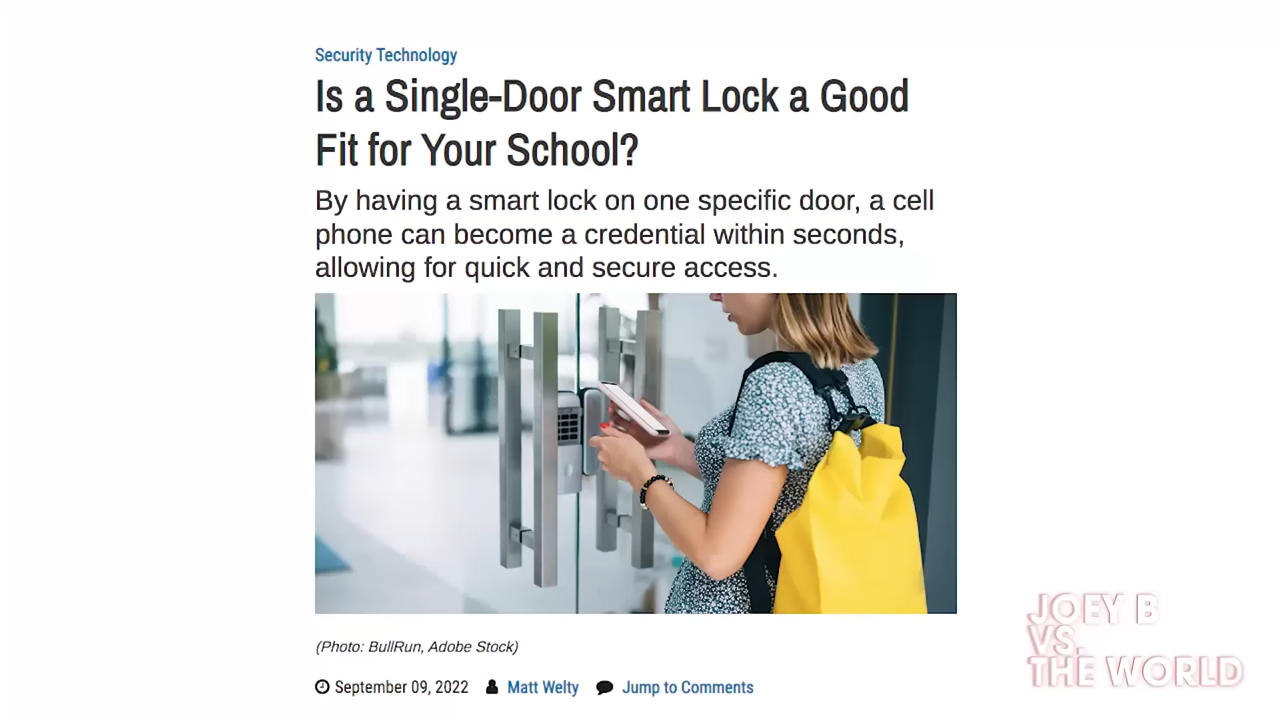 Security Technology
Is a Single-Door Smart Lock a Good
Fit for Your School?
By having a smart lock on one specific door, a cell
phone can become a credential within seconds,
allowing for quick and secure access.
(Photo: BullRun, Adobe Stock)
September 09, 2022 Matt Welty Jump to Comments
JOEY B
VS.
THE WORLD